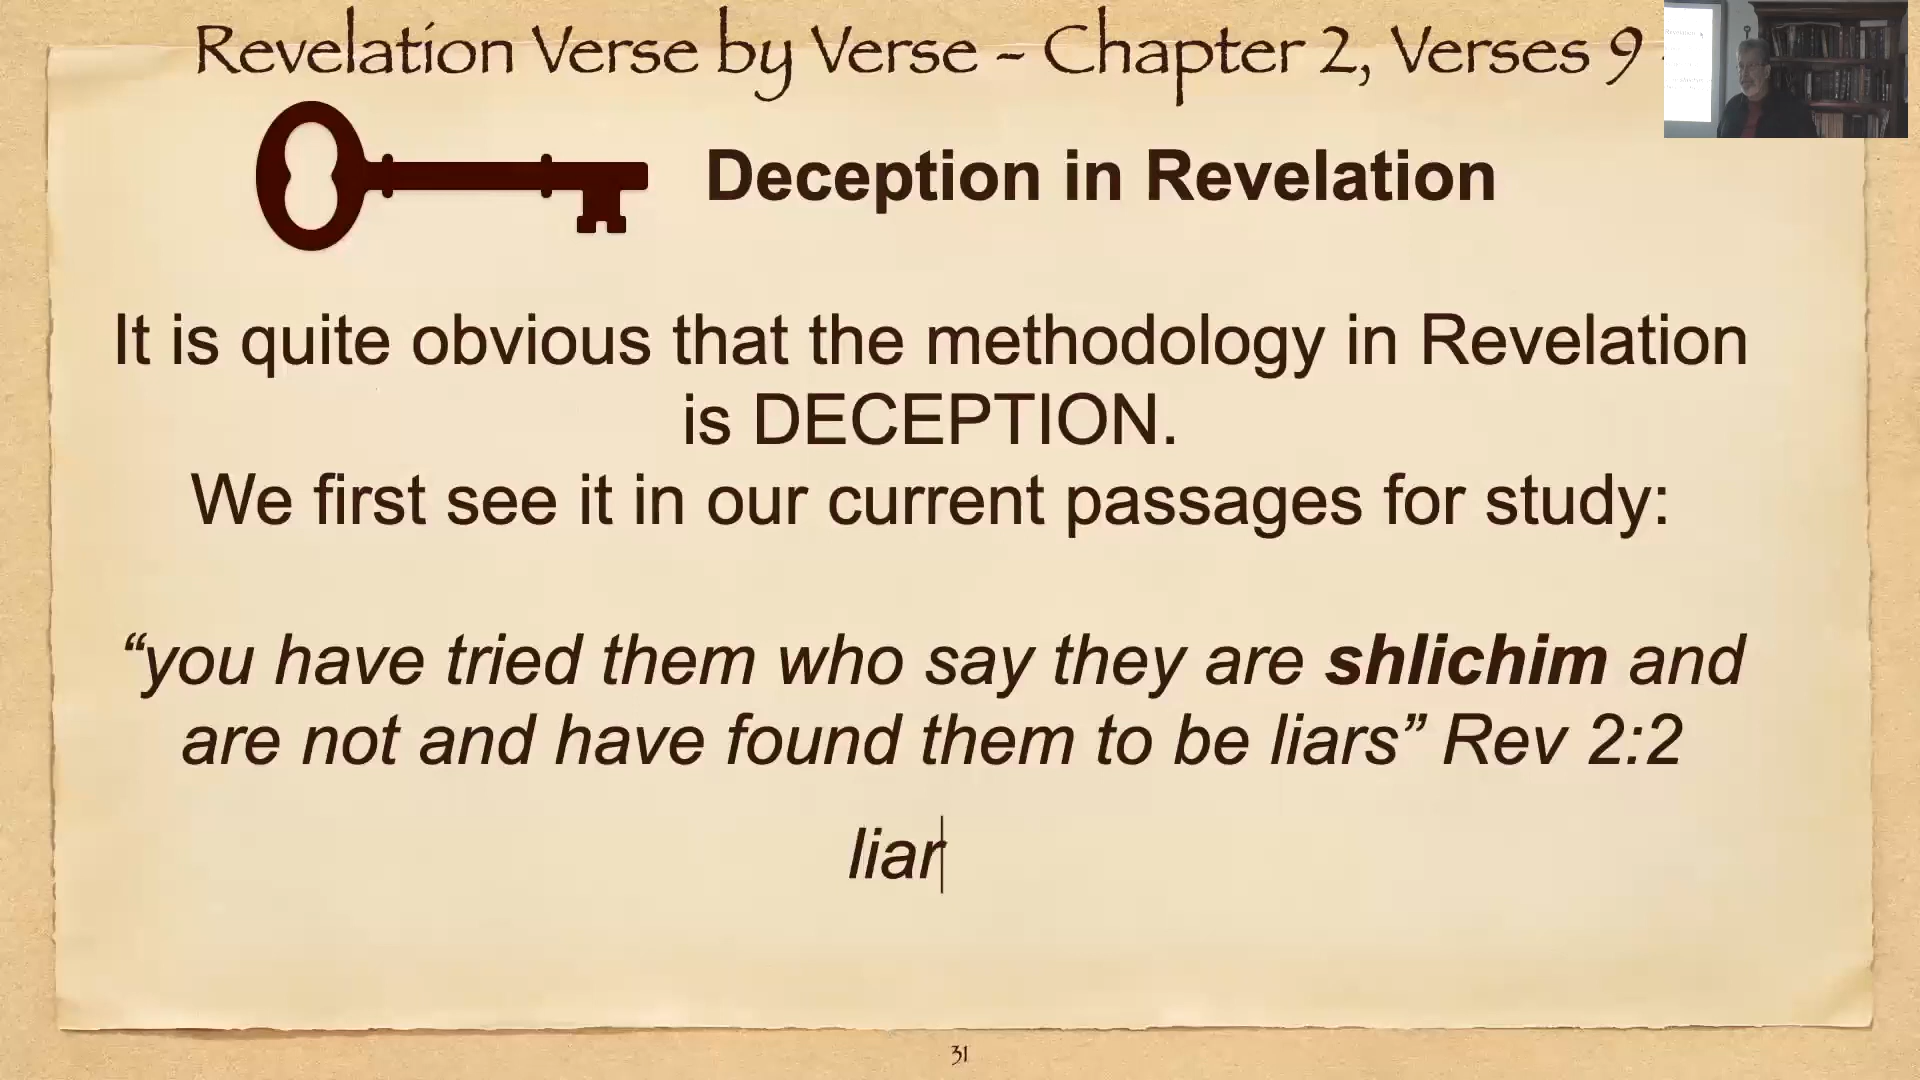 Revelation Verse by Verse - Chapter 2, Verses 9
Deception in Revelation
It is quite obvious that the methodology in Revelation
is DECEPTION.
We first see it in our current passages for study:
“you have tried them who say they are shlichim and
are not and have found them to be liars” Rev 2:2
liar
31